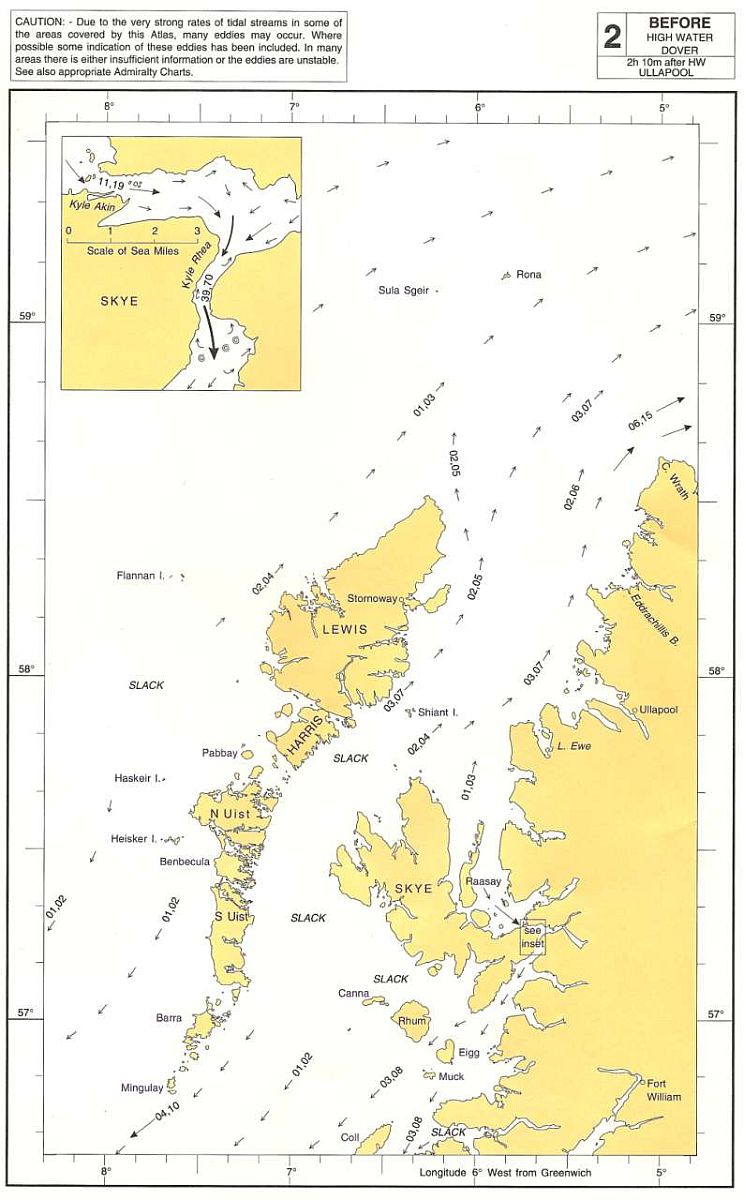 CAUTION: - Due to the very strong rates of tidal streams in some of
the areas covered by this Atlas, many eddies may occur. Where
possible some indication of these eddies has been included. In many
areas there is either insufficient information or the eddies are unstable.
See also appropriate Admiralty Charts.
2
BEFORE
HIGH WATER
DOVER
2h 10m after HW
ULLAPOOL
8°
7°
6°
5°
11,19
Kyle Akin
0 1 2 3
Scale of Sea Miles
Kyle Rhea
SKYE
39,70
Sula Sgeir
Rona
59°
59°
01,03
03,07
06,15
02,05
02,06
C. Wrath
Flannan I.
02,04
Stornoway
02,05
LEWIS
Eddrachillis B.
58°
58°
SLACK
03,07
03,07
Shiant I.
Ullapool
HARRIS
02,04
L. Ewe
Pabbay
SLACK
Haskeir I.
01,03
N Uist
Heisker I.
Benbecula
SKYE
Raasay
01,02
01,02
S Uist
SLACK
see
inset
SLACK
Canna
57°
57°
Barra
Rhum
Eigg
01,02
03,08
Muck
Mingulay
Fort
William
04,10
03,08
Coll
SLACK
8°
7°
Longitude 6° West from Greenwich
5°